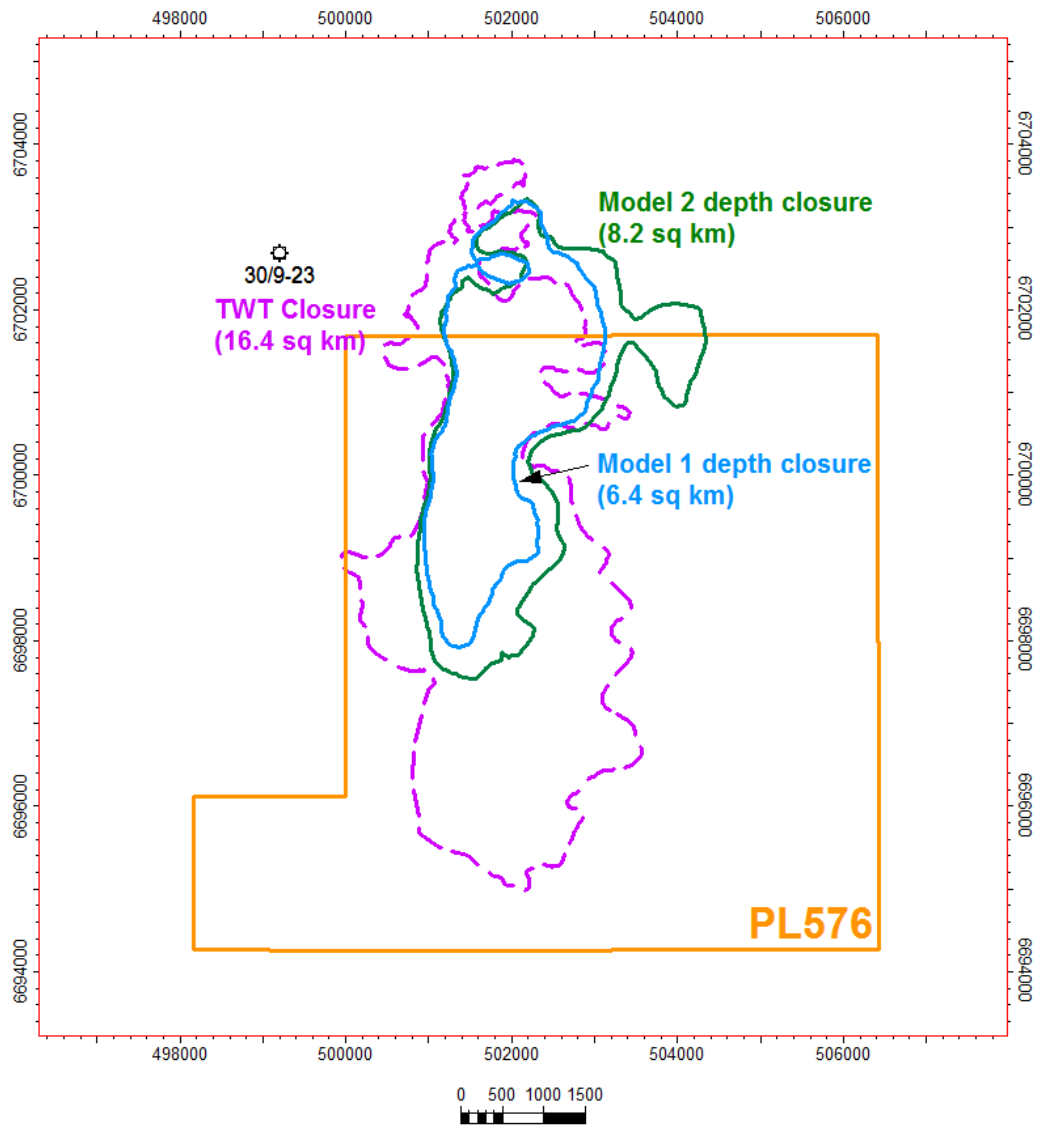 498000 500000 502000 504000 506000
6704000 6704000
Model 2 depth closure
(8.2 sq km)
30/9-23
6702000 6702000
TWT Closure
(16.4 sq km)
Model 1 depth closure
(6.4 sq km)
6700000 6700000
6698000 6698000
6696000 6696000
PL576
6694000 6694000
498000 500000 502000 504000 506000
0 500 1000 1500